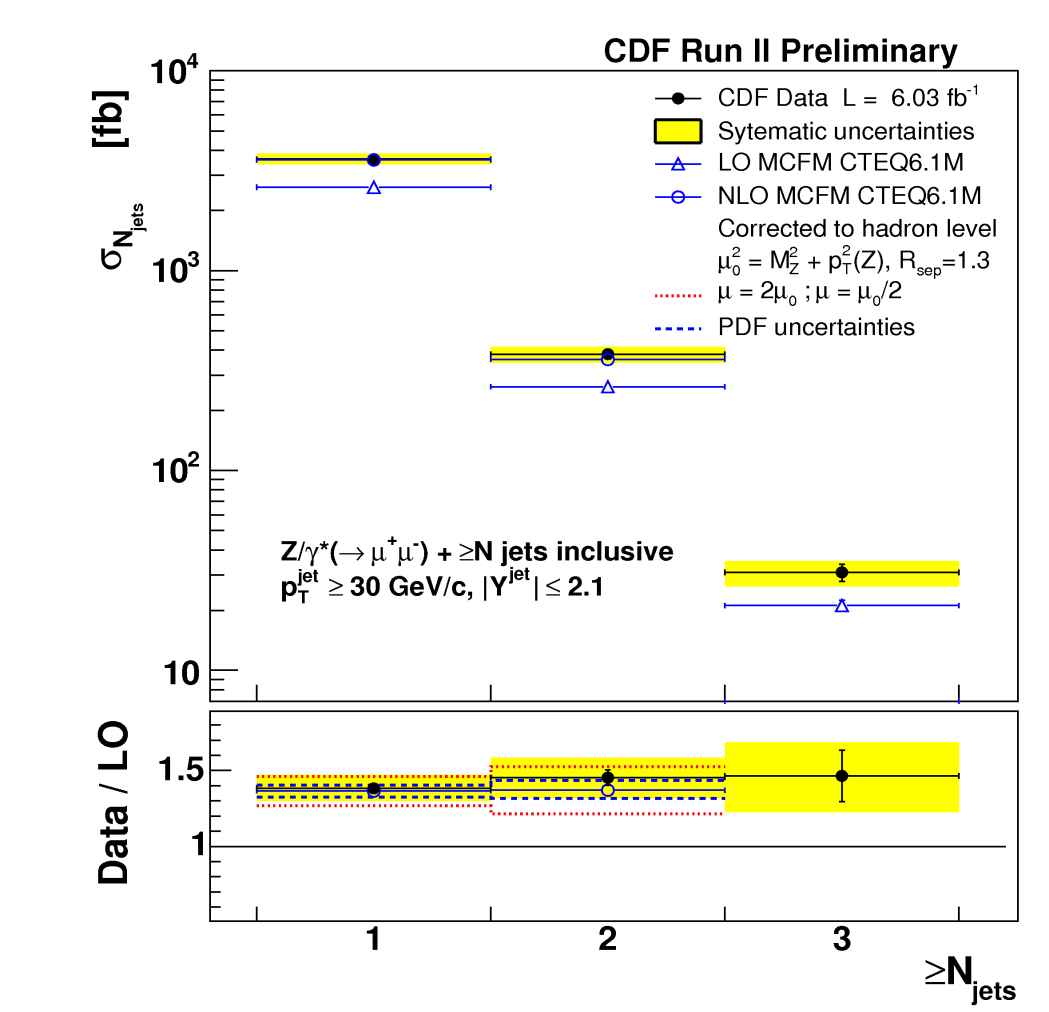 CDF Run II Preliminary
10⁴
[fb]
σ_N_jets
CDF Data L = 6.03 fb⁻¹
Sytematic uncertainties
LO MCFM CTEQ6.1M
NLO MCFM CTEQ6.1M
Corrected to hadron level
μ₀² = M_Z² + p_T²(Z), R_sep=1.3
μ = 2μ₀ ; μ = μ₀/2
PDF uncertainties
10³
10²
Z/γ*(→ μ⁺μ⁻) + ≥N jets inclusive
p_T^jet ≥ 30 GeV/c, |Y^jet| ≤ 2.1
10
Data / LO
1.5
1
1 2 3
≥N_jets